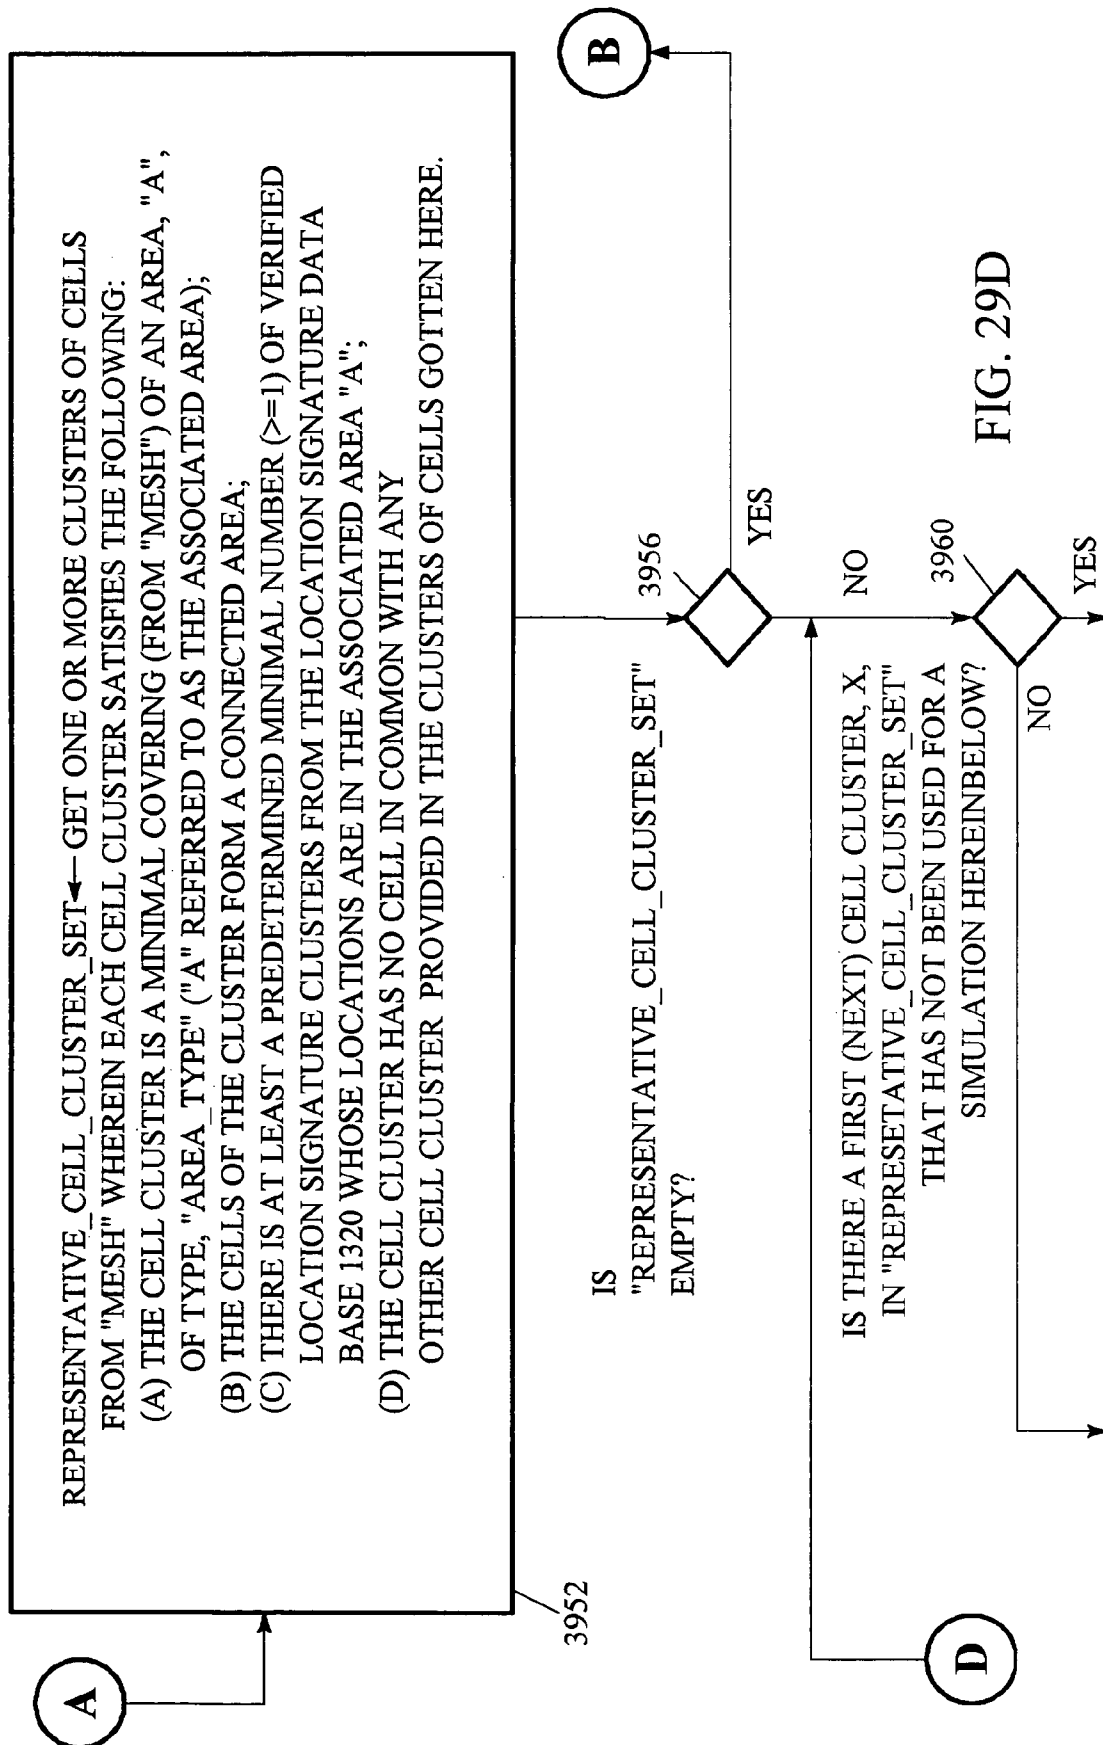 A
REPRESENTATIVE_CELL_CLUSTER_SET ← GET ONE OR MORE CLUSTERS OF CELLS
FROM "MESH" WHEREIN EACH CELL CLUSTER SATISFIES THE FOLLOWING:
(A) THE CELL CLUSTER IS A MINIMAL COVERING (FROM "MESH") OF AN AREA, "A",
OF TYPE, "AREA_TYPE" ("A" REFERRED TO AS THE ASSOCIATED AREA);
(B) THE CELLS OF THE CLUSTER FORM A CONNECTED AREA;
(C) THERE IS AT LEAST A PREDETERMINED MINIMAL NUMBER (>=1) OF VERIFIED
LOCATION SIGNATURE CLUSTERS FROM THE LOCATION SIGNATURE DATA
BASE 1320 WHOSE LOCATIONS ARE IN THE ASSOCIATED AREA "A";
(D) THE CELL CLUSTER HAS NO CELL IN COMMON WITH ANY
OTHER CELL CLUSTER PROVIDED IN THE CLUSTERS OF CELLS GOTTEN HERE.
3952
IS
"REPRESENTATIVE_CELL_CLUSTER_SET"
EMPTY?
3956
YES
B
NO
D
IS THERE A FIRST (NEXT) CELL CLUSTER, X,
IN "REPRESETATIVE_CELL_CLUSTER_SET"
THAT HAS NOT BEEN USED FOR A
SIMULATION HEREINBELOW?
3960
NO
YES
FIG. 29D